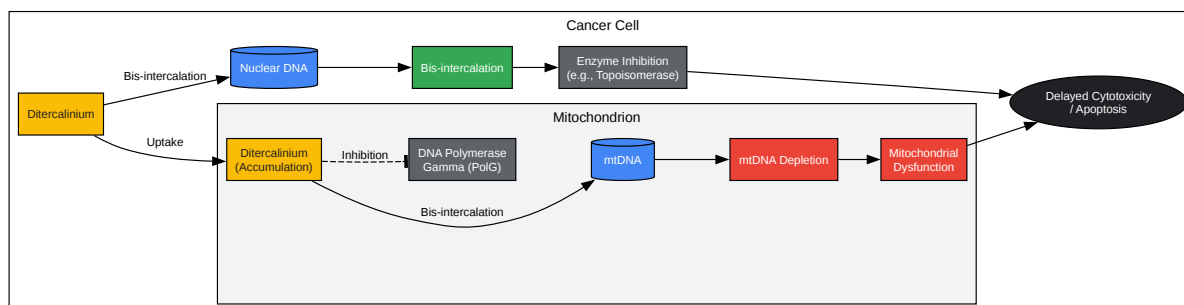 Cancer Cell
Bis-intercalation
Nuclear DNA
Bis-intercalation
Enzyme Inhibition
(e.g., Topoisomerase)
Ditercalinium
Delayed Cytotoxicity
/ Apoptosis
Uptake
Mitochondrion
Ditercalinium
(Accumulation)
Inhibition
DNA Polymerase
Gamma (PolG)
mtDNA
mtDNA Depletion
Mitochondrial
Dysfunction
Bis-intercalation